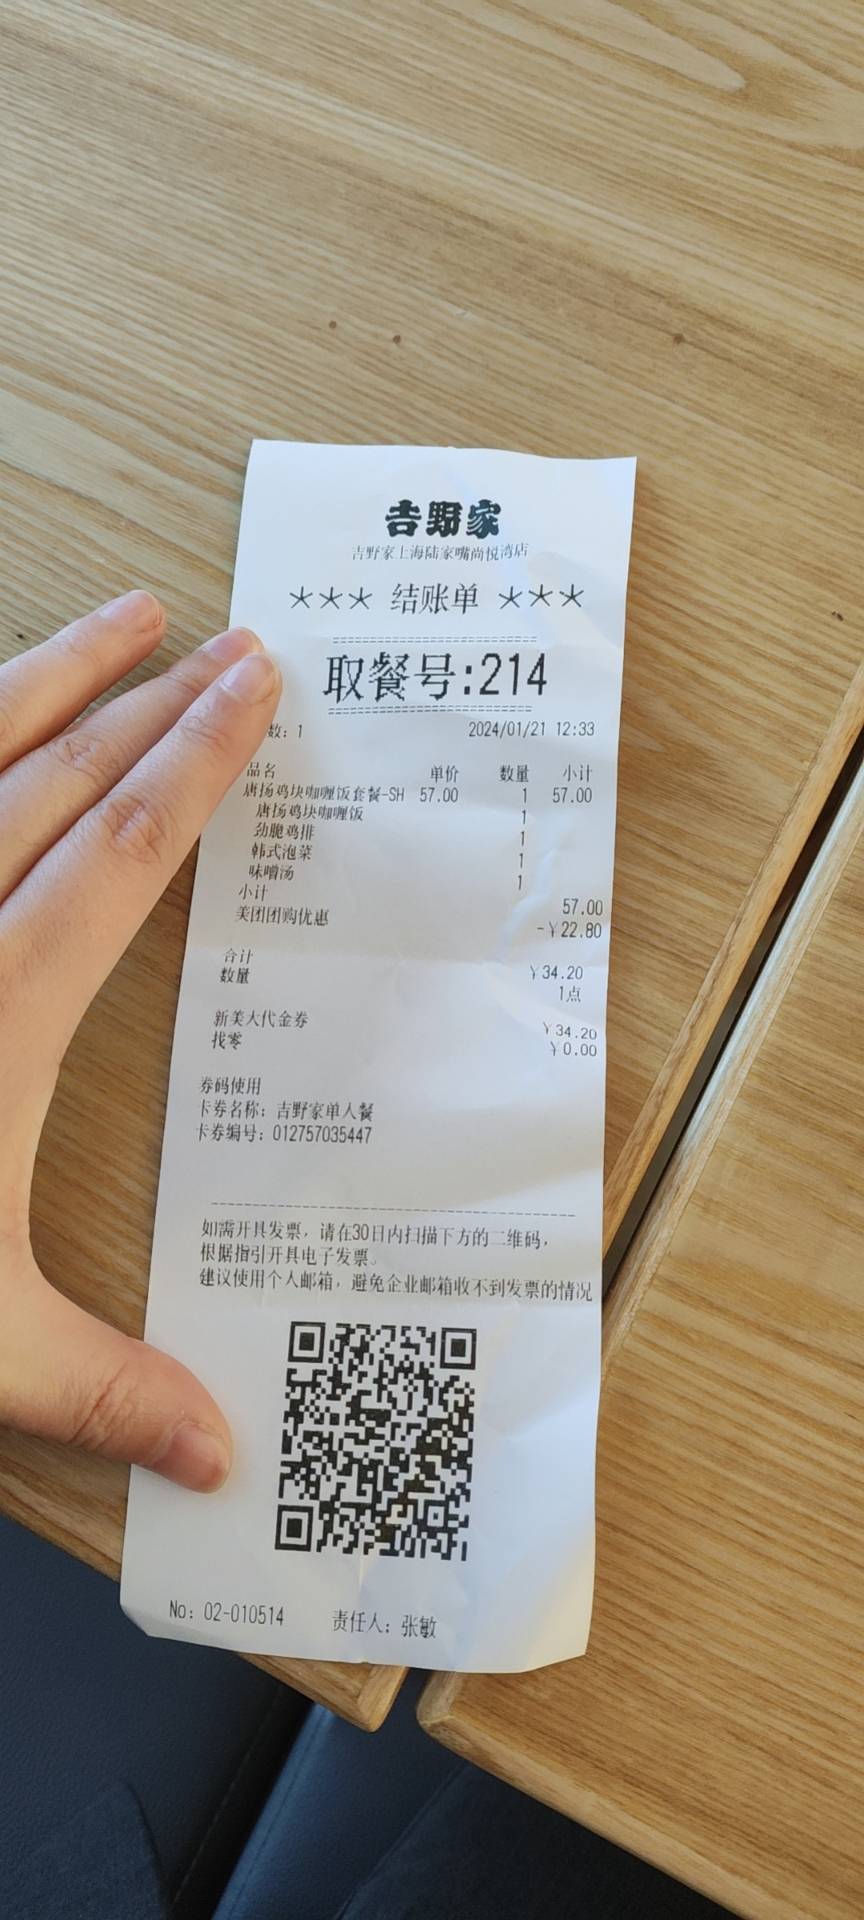 吉野家
吉野家上海陆家嘴尚悦湾店
*** 结账单 ***
取餐号:214
数: 1 2024/01/21 12:33
品名 单价 数量 小计
唐扬鸡块咖喱饭套餐-SH 57.00 1 57.00
唐扬鸡块咖喱饭 1
劲脆鸡排 1
韩式泡菜 1
味噌汤 1
小计 57.00
美团团购优惠 -¥22.80
合计 ¥34.20
数量 1点
新美大代金券 ¥34.20
找零 ¥0.00
券码使用
卡券名称: 吉野家单人餐
卡券编号: 012757035447
如需开具发票, 请在30日内扫描下方的二维码,
根据指引开具电子发票。
建议使用个人邮箱, 避免企业邮箱收不到发票的情况
No: 02-010514 责任人: 张敏